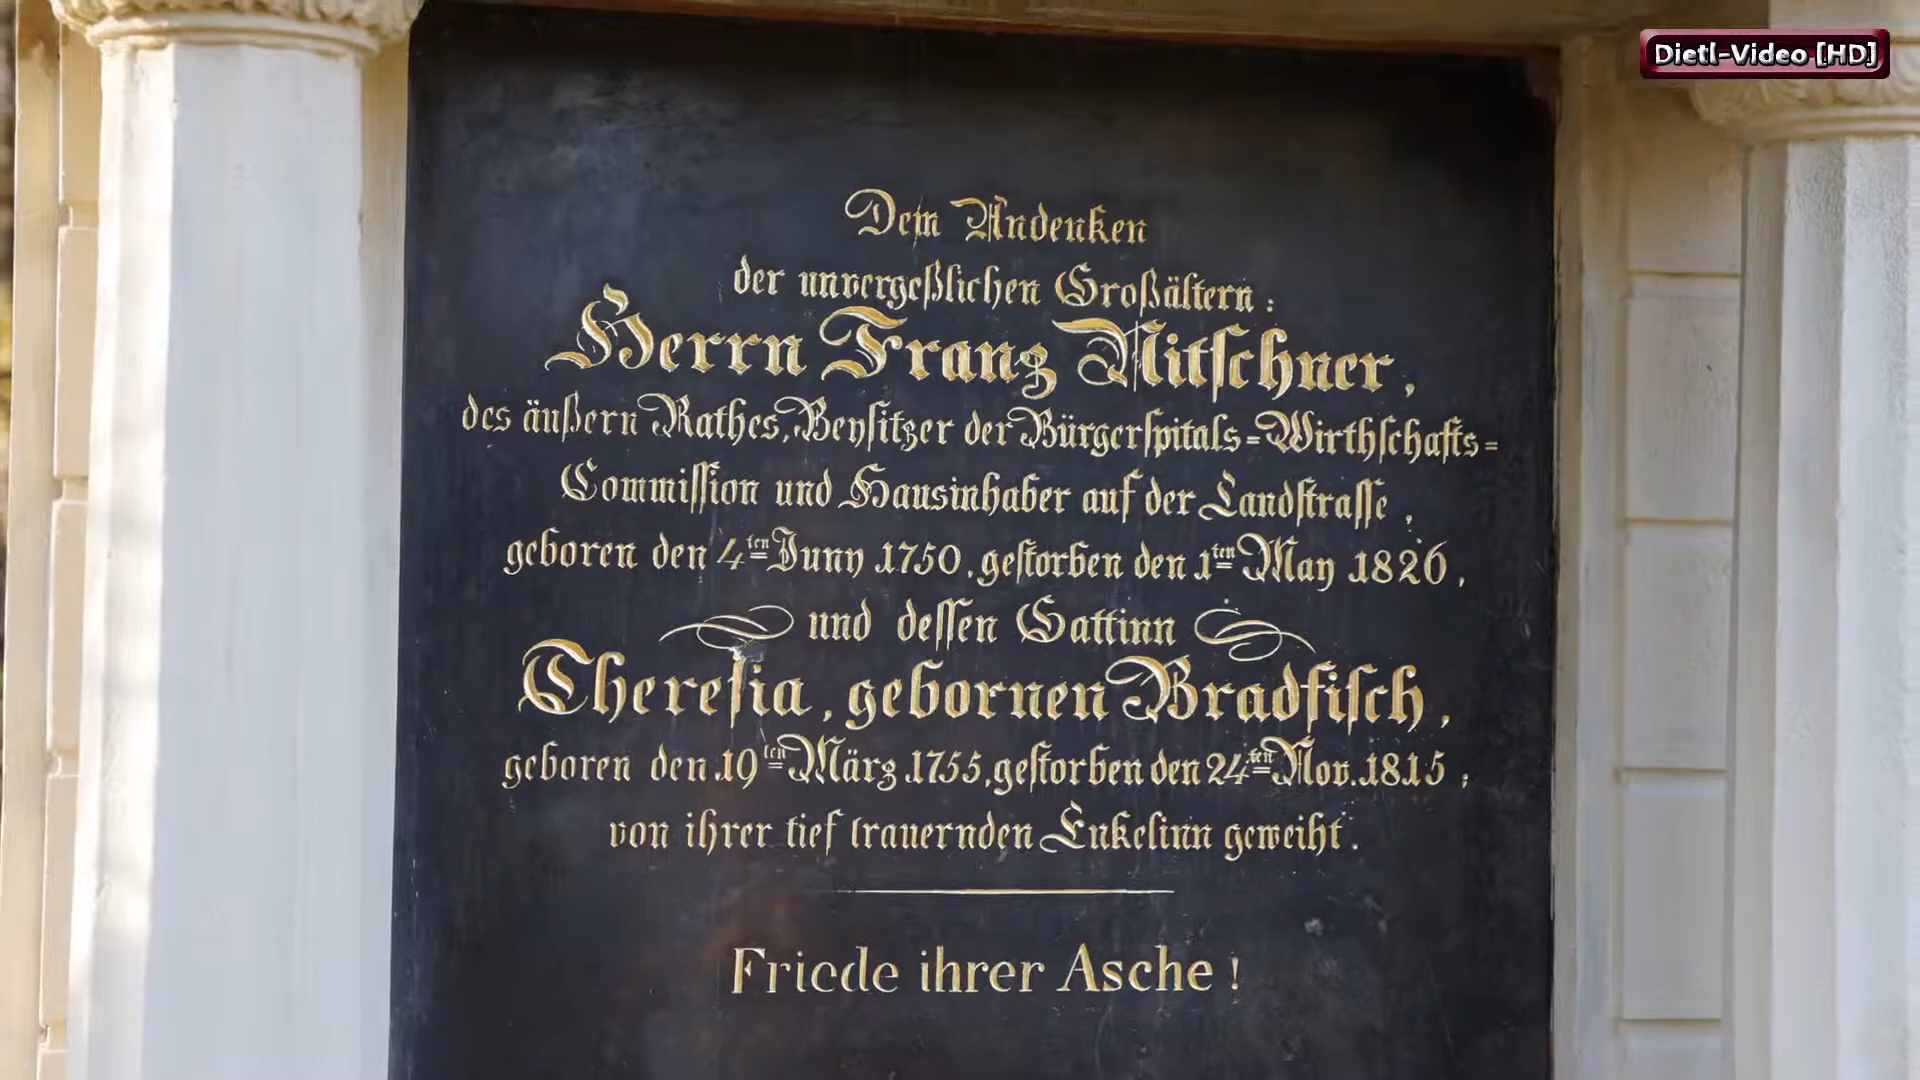 Dietl-Video [HD]
Dem Andenken
der unvergeßlichen Großältern :
Herrn Franz Mitschner,
des äußern Rathes, Beysitzer der Bürgerspitals=Wirthschafts=
Commission und Hausinhaber auf der Landstrasse,
geboren den 4ten Juny 1750, gestorben den 1ten May 1826,
und dessen Gattinn
Theresia, gebornen Bradfisch,
geboren den 19ten März 1755, gestorben den 24ten Nov. 1815;
von ihrer tief trauernden Enkelinn geweiht.
Friede ihrer Asche !